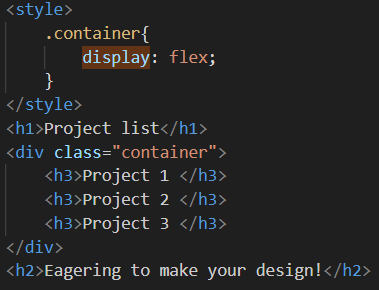 <style>
    .container{
        display: flex;
    }
</style>
<h1>Project list</h1>
<div class="container">
    <h3>Project 1 </h3>
    <h3>Project 2 </h3>
    <h3>Project 3 </h3>
</div>
<h2>Eagering to make your design!</h2>